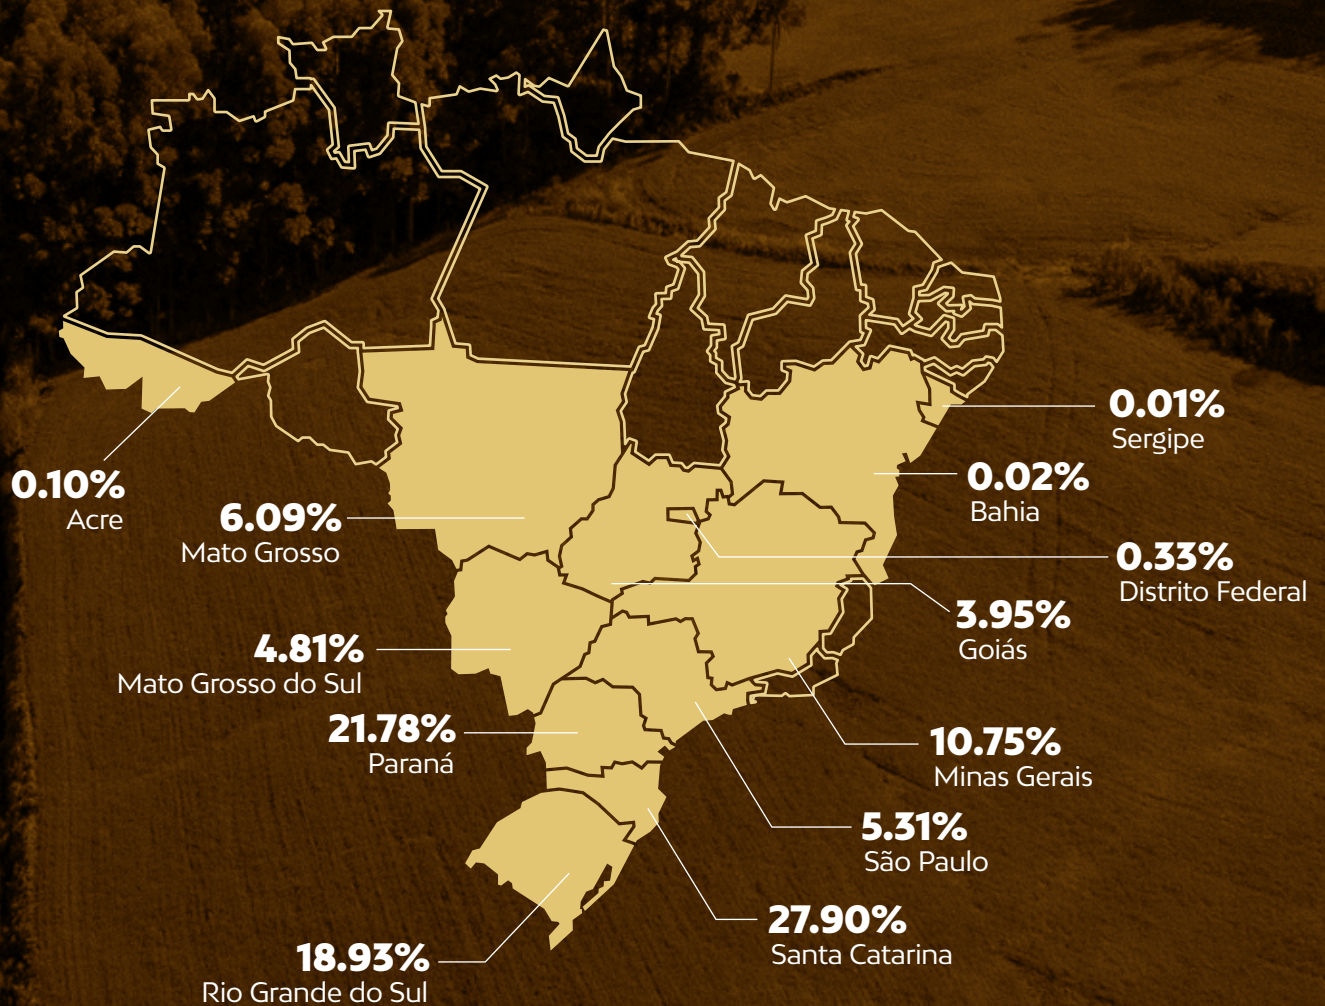 0.01%
Sergipe
0.02%
Bahia
0.10%
Acre
6.09%
Mato Grosso
0.33%
Distrito Federal
3.95%
Goiás
4.81%
Mato Grosso do Sul
21.78%
Paraná
10.75%
Minas Gerais
5.31%
São Paulo
27.90%
Santa Catarina
18.93%
Rio Grande do Sul